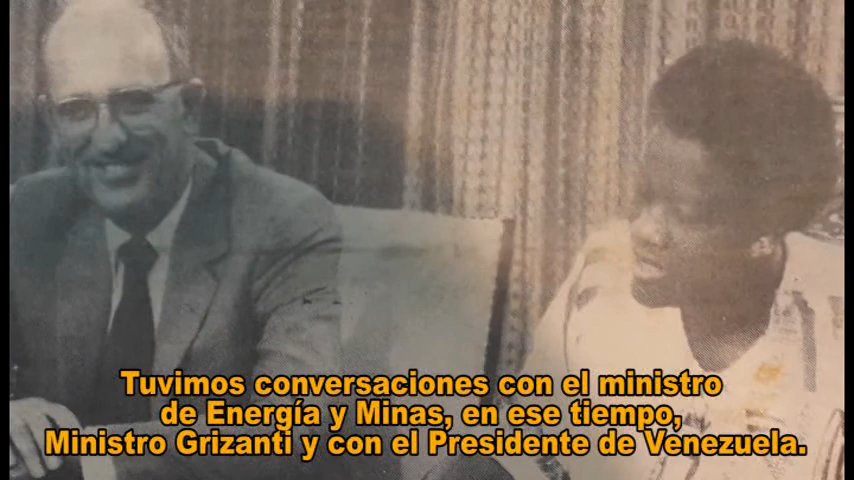 Tuvimos conversaciones con el ministro
de Energía y Minas, en ese tiempo,
Ministro Grizanti y con el Presidente de Venezuela.